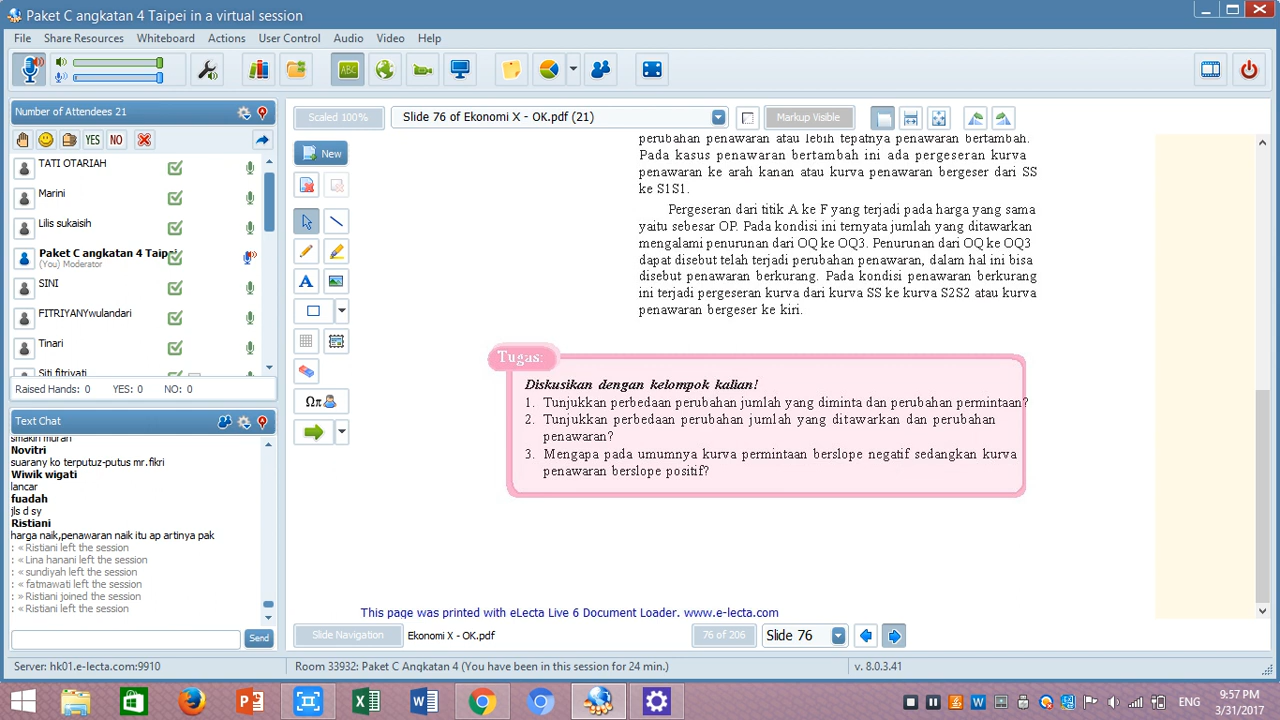 Paket C angkatan 4 Taipei in a virtual session
File Share Resources Whiteboard Actions User Control Audio Video Help
Number of Attendees 21
YES NO
TATI OTARIAH
Marini
Lilis sukaisih
Paket C angkatan 4 Taip
(You) Moderator
SINI
FITRIYANYwulandari
Tinari
Siti fitriyati
Raised Hands: 0 YES: 0 NO: 0
Text Chat
smakin murah
Novitri
suarany ko terputuz-putus mr.fikri
Wiwik wigati
lancar
fuadah
jls d sy
Ristiani
harga naik,penawaran naik itu ap artinya pak
: « Ristiani left the session
: « Lina hanani left the session
: « sundiyah left the session
: « fatmawati left the session
: » Ristiani joined the session
: « Ristiani left the session
Send
Scaled 100%
Slide 76 of Ekonomi X - OK.pdf (21)
Markup Visible
New
ABC
A
Ωπ
perubahan penawaran atau lebih tepatnya penawaran bertambah.
Pada kasus penawaran bertambah ini ada pergeseran kurva
penawaran ke arah kanan atau kurva penawaran bergeser dari SS
ke S1S1.
Pergeseran dari titik A ke F yang terjadi pada harga yang sama
yaitu sebesar OP. Pada kondisi ini ternyata jumlah yang ditawarkan
mengalami penurunan dari OQ ke OQ3. Penurunan dari OQ ke OQ3
dapat disebut telah terjadi perubahan penawaran, dalam hal ini bisa
disebut penawaran berkurang. Pada kondisi penawaran berkurang
ini terjadi pergeseran kurva dari kurva SS ke kurva S2S2 atau kurva
penawaran bergeser ke kiri.
Tugas:
Diskusikan dengan kelompok kalian!
1. Tunjukkan perbedaan perubahan jumlah yang diminta dan perubahan permintaan?
2. Tunjukkan perbedaan perubahan jumlah yang ditawarkan dan perubahan
penawaran?
3. Mengapa pada umumnya kurva permintaan berslope negatif sedangkan kurva
penawaran berslope positif?
This page was printed with eLecta Live 6 Document Loader. www.e-lecta.com
Slide Navigation Ekonomi X - OK.pdf 76 of 206 Slide 76
Server: hk01.e-lecta.com:9910 Room 33932: Paket C Angkatan 4 (You have been in this session for 24 min.) v. 8.0.3.41
ENG
9:57 PM
3/31/2017